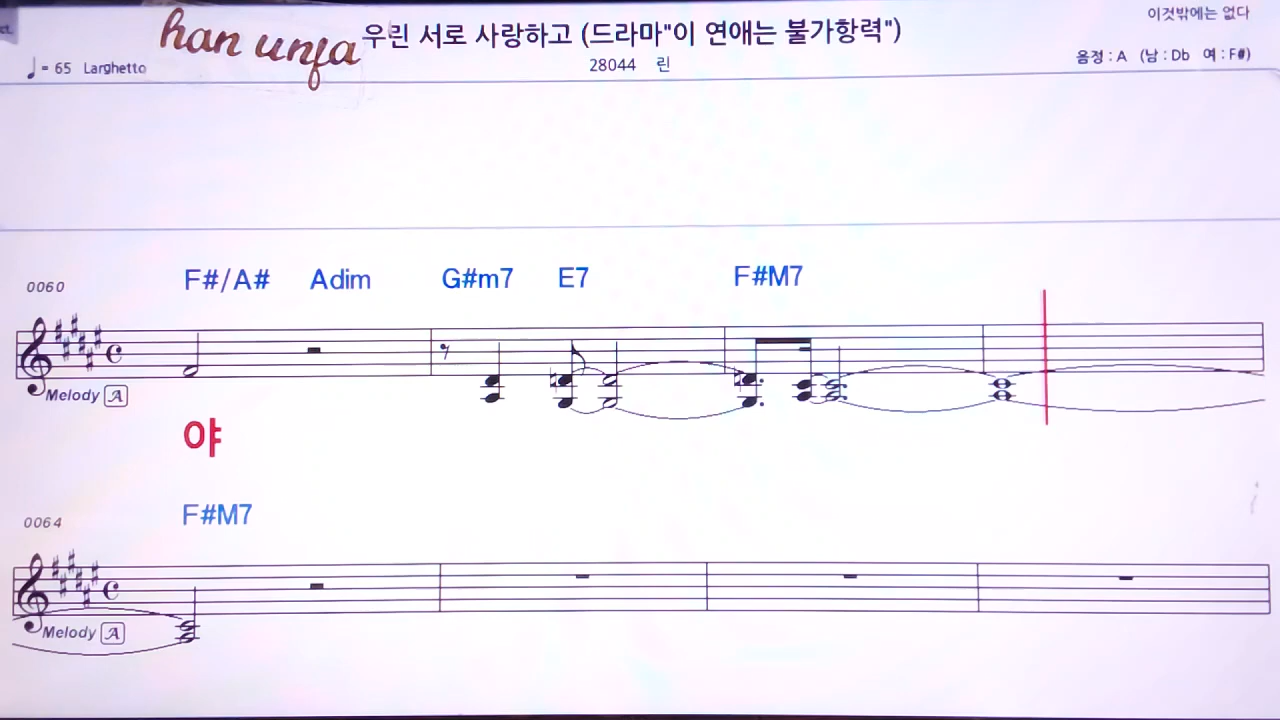 ct.
han unfa
우린 서로 사랑하고 (드라마"이 연애는 불가항력")
이것밖에는 없다
♩= 65 Larghetto
28044 린
음정 : A (남 : Db 여 : F#)
0060
F#/A# Adim G#m7 E7 F#M7
Melody A
야
0064
F#M7
Melody A